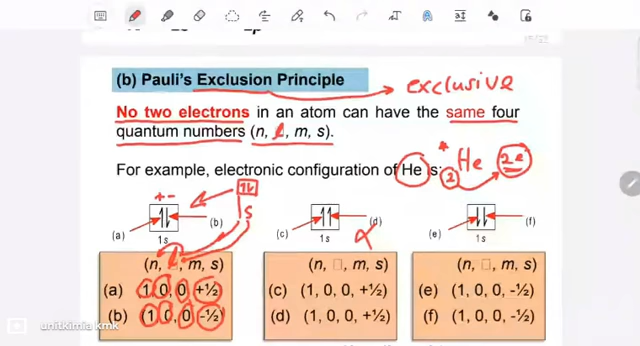 (b) Pauli's Exclusion Principle
exclusive
No two electrons in an atom can have the same four
quantum numbers (n, l, m, s).
For example, electronic configuration of He is:
* He 2e
2
+ -
S
(a) (b)
1s
(c) (d)
1s
(e) (f)
1s
(n, l, m, s)
(a) (1, 0, 0, +½)
(b) (1, 0, 0, -½)
(n, □, m, s)
(c) (1, 0, 0, +½)
(d) (1, 0, 0, +½)
(n, □, m, s)
(e) (1, 0, 0, -½)
(f) (1, 0, 0, -½)
unitkimia kmk